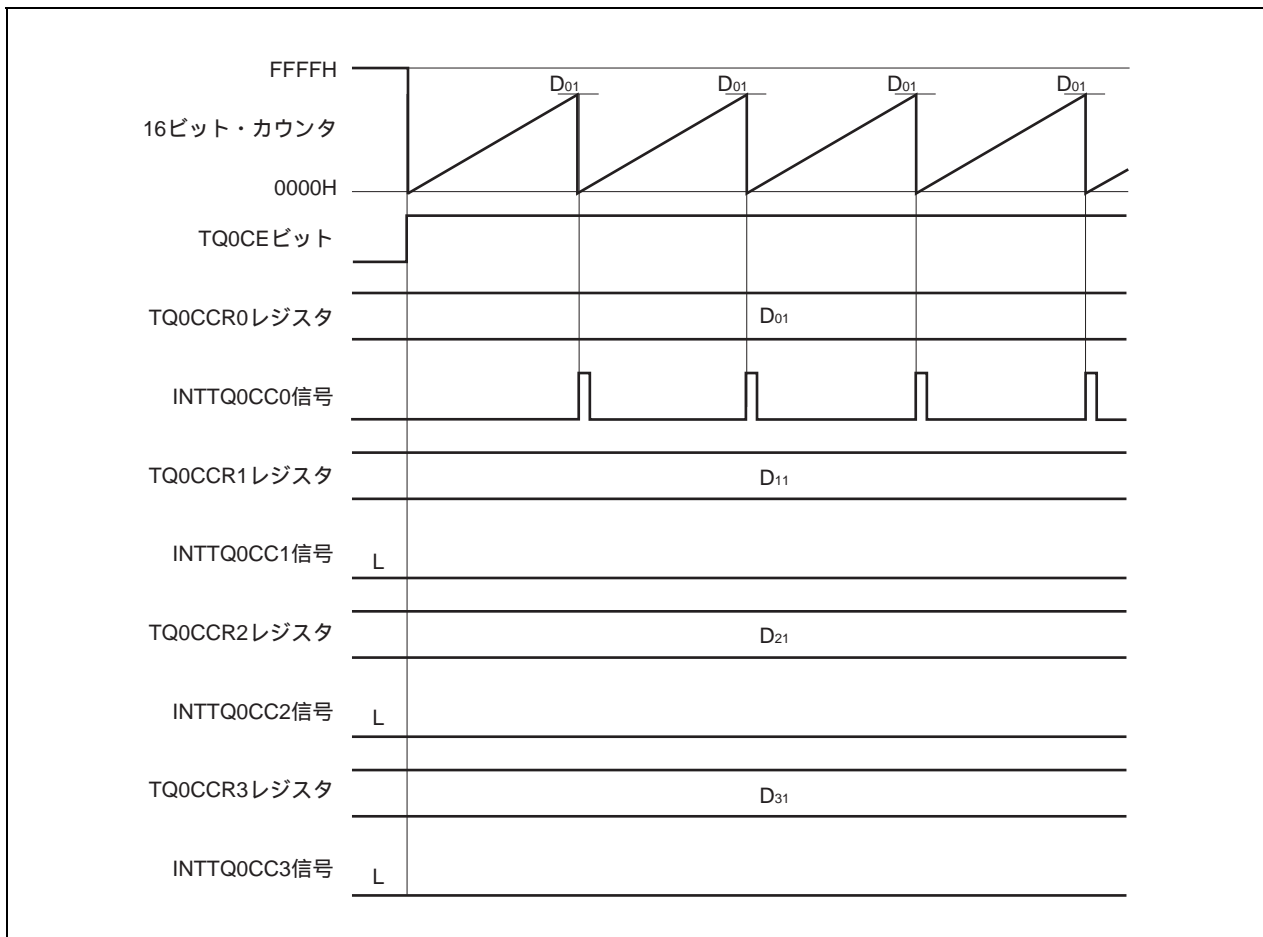 FFFFH
D01 D01 D01 D01
16ビット・カウンタ
0000H
TQ0CEビット
TQ0CCR0レジスタ D01
INTTQ0CC0信号
TQ0CCR1レジスタ D11
INTTQ0CC1信号 L
TQ0CCR2レジスタ D21
INTTQ0CC2信号 L
TQ0CCR3レジスタ D31
INTTQ0CC3信号 L